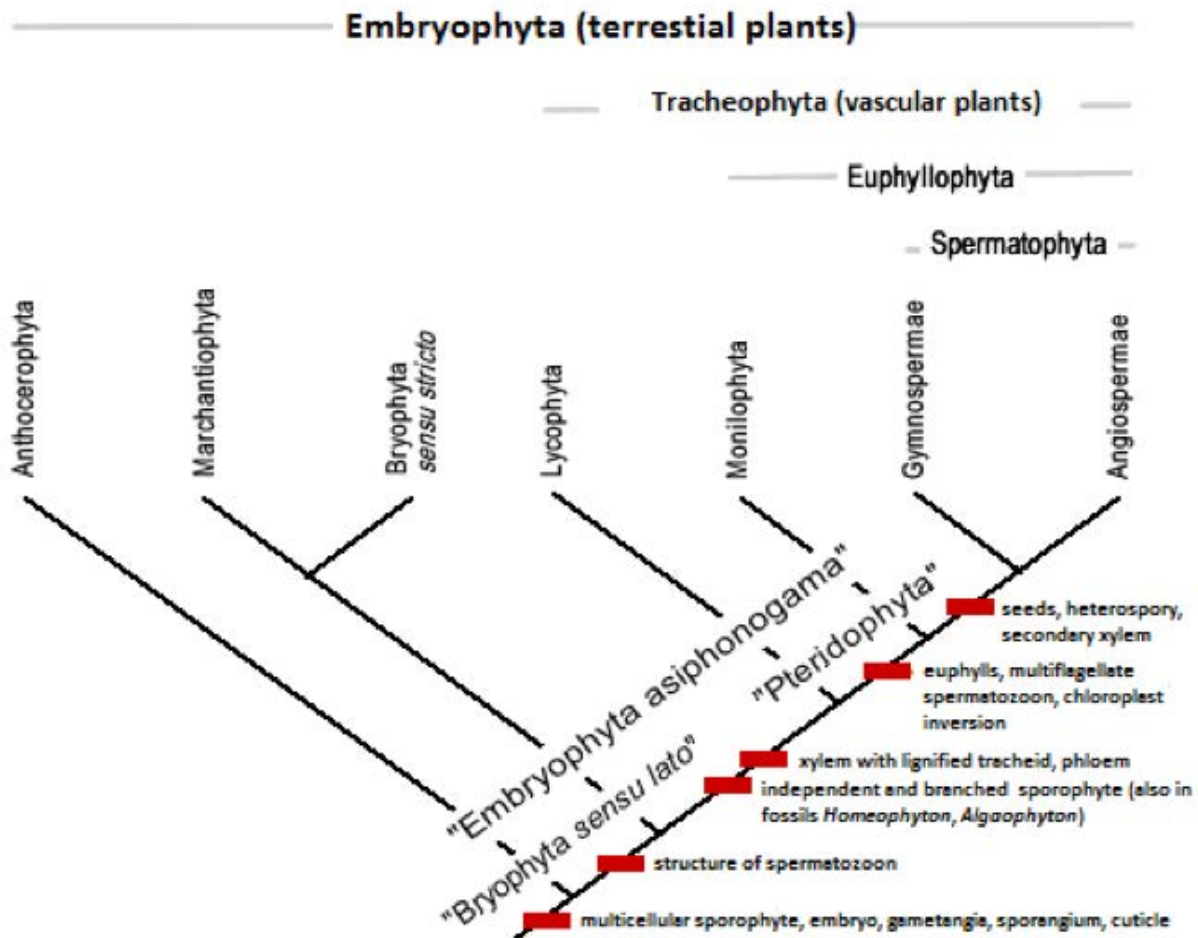 Embryophyta (terrestial plants)
Tracheophyta (vascular plants)
Euphyllophyta
Spermatophyta
Anthocerophyta
Marchantiophyta
Bryophyta
sensu stricto
Lycophyta
Monilophyta
Gymnospermae
Angiospermae
"Embryophyta asiphonogama"
"Pteridophyta"
"Bryophyta sensu lato"
seeds, heterospory,
secondary xylem
euphylls, multiflagellate
spermatozoon, chloroplast
inversion
xylem with lignified tracheid, phloem
independent and branched sporophyte (also in
fossils Homeophyton, Algaophyton)
structure of spermatozoon
multicellular sporophyte, embryo, gametangia, sporangium, cuticle